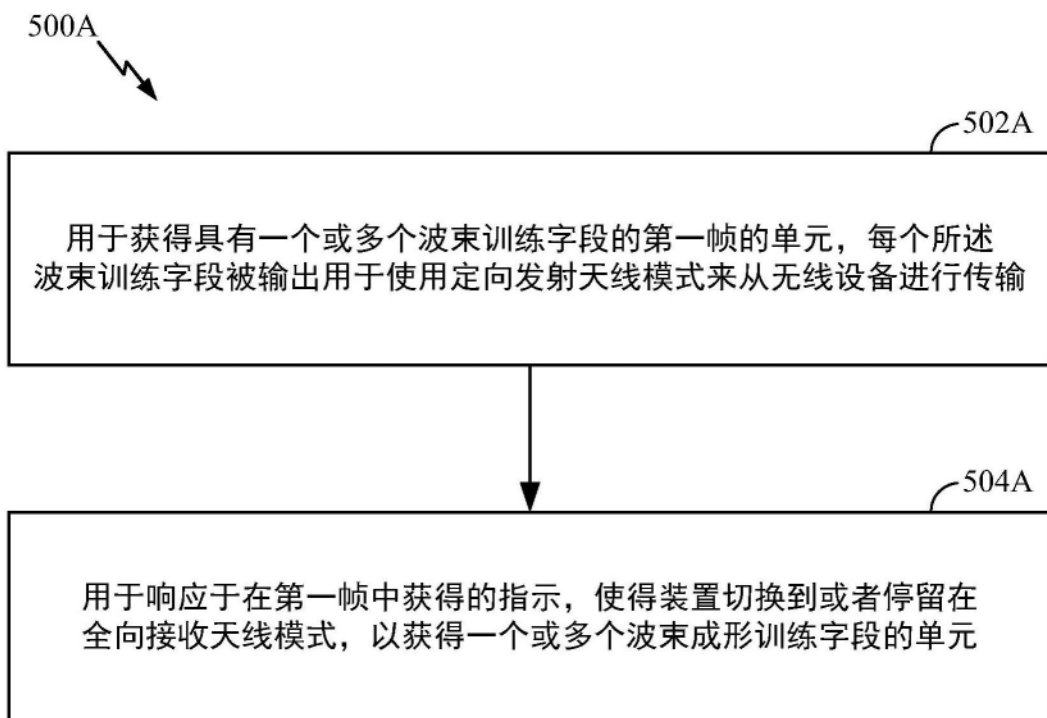 500A
502A
用于获得具有一个或多个波束训练字段的第一帧的单元，每个所述
波束训练字段被输出用于使用定向发射天线模式来从无线设备进行传输
504A
用于响应于在第一帧中获得的指示，使得装置切换到或者停留在
全向接收天线模式，以获得一个或多个波束成形训练字段的单元